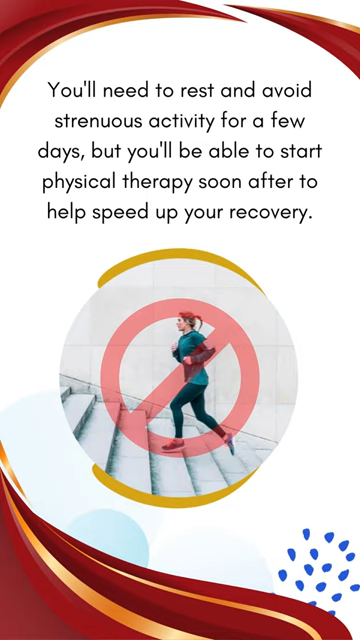 You'll need to rest and avoid
strenuous activity for a few
days, but you'll be able to start
physical therapy soon after to
help speed up your recovery.